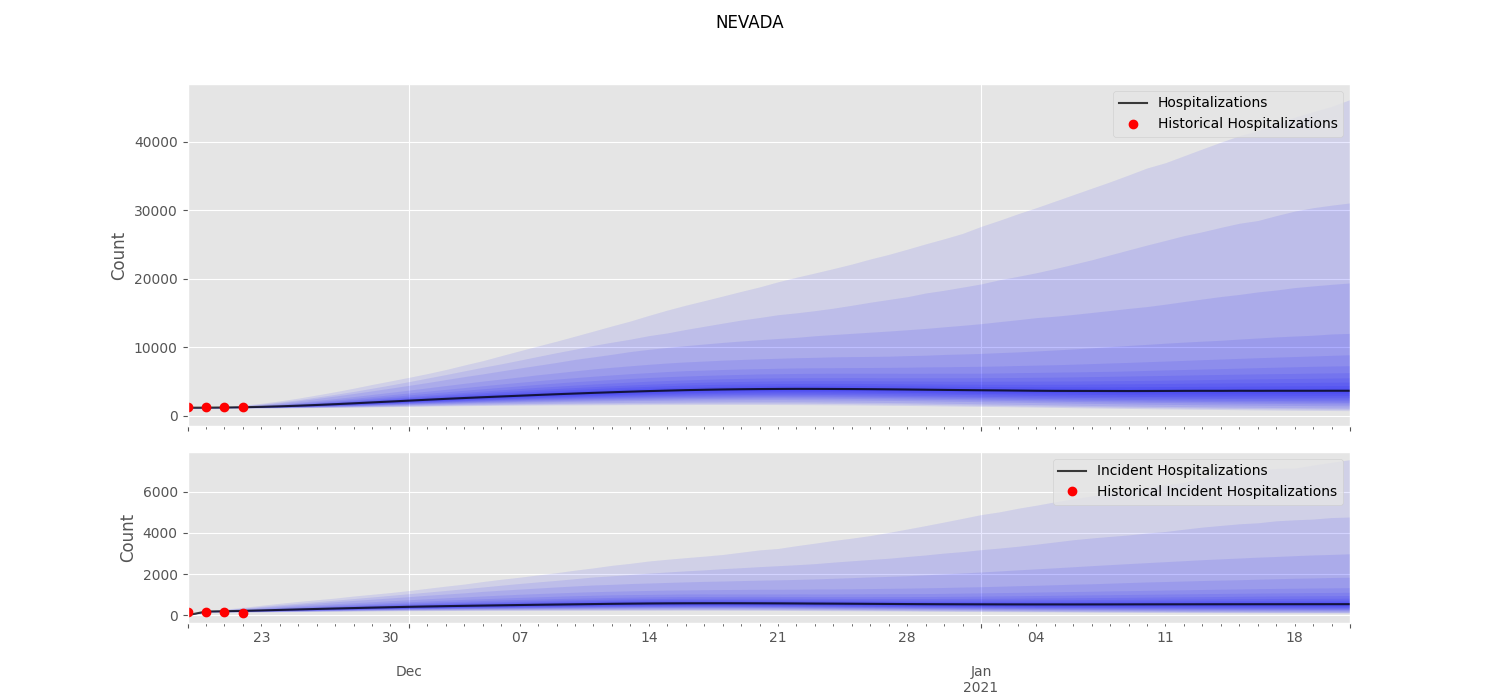 NEVADA
Hospitalizations
Historical Hospitalizations
40000
30000
20000
10000
0
Count
Incident Hospitalizations
Historical Incident Hospitalizations
6000
4000
2000
0
Count
23 30 07 14 21 28 04 11 18
Dec Jan
2021